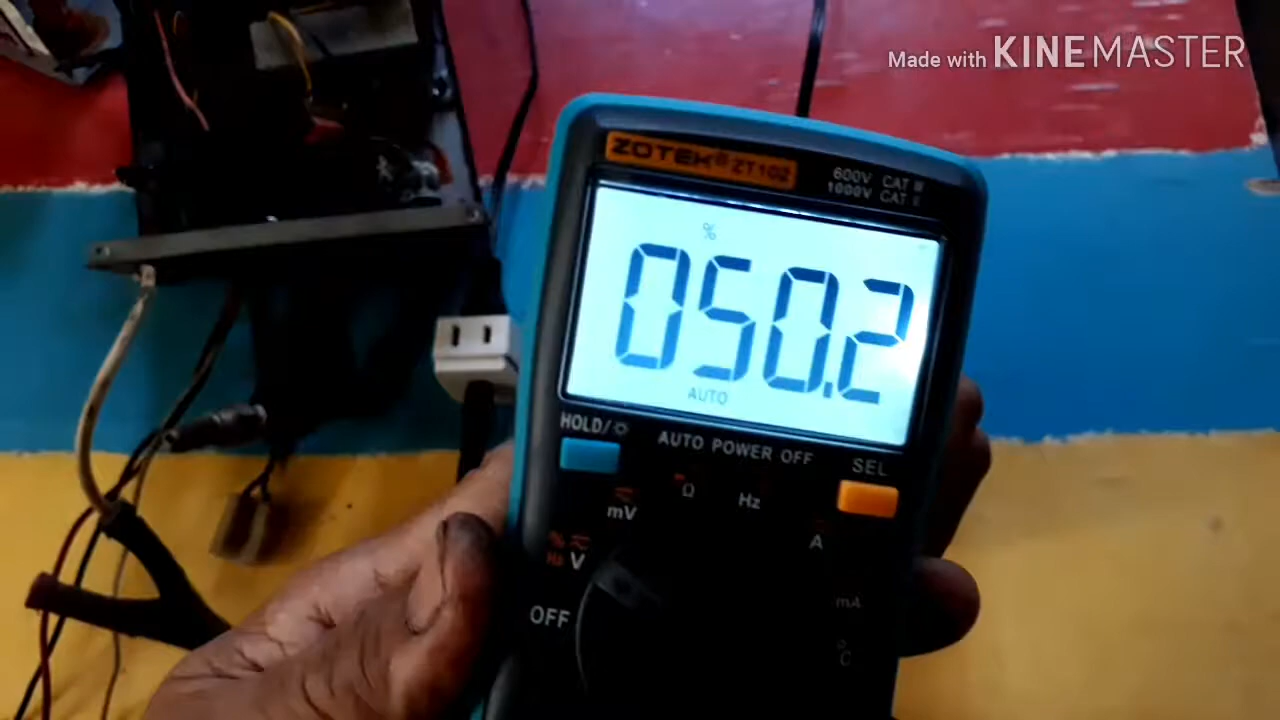 Made with KINEMASTER
ZOTEK® ZT102
600V CAT III
1000V CAT II
%
050.2
AUTO
HOLD/
AUTO POWER OFF
SEL
Ω
Hz
mV
A
% Hz V
OFF
mA
°C